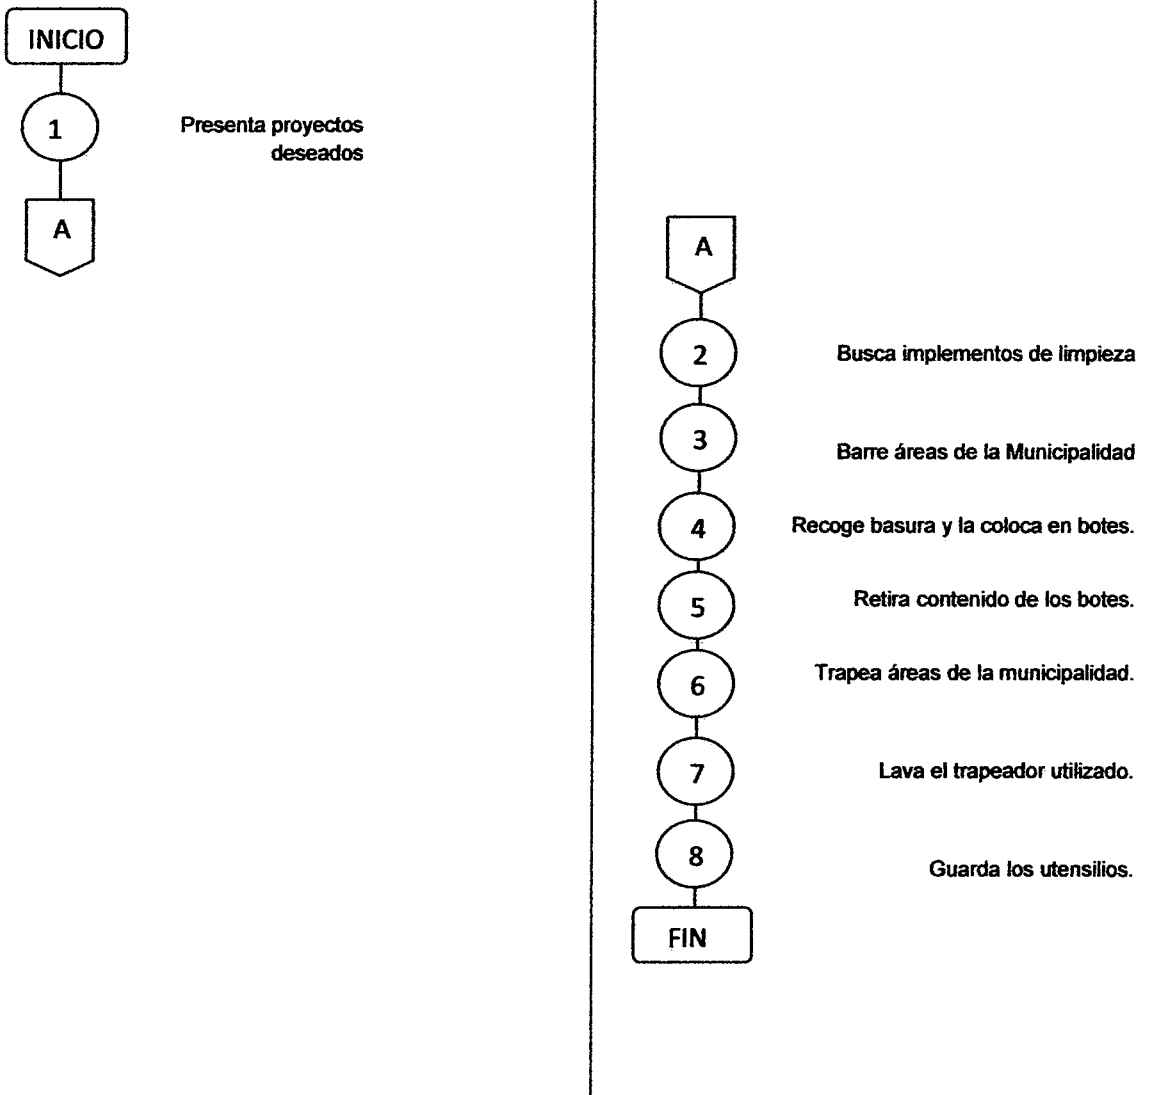 INICIO
1
Presenta proyectos
deseados
A
A
2
Busca implementos de limpieza
3
Barre áreas de la Municipalidad
4
Recoge basura y la coloca en botes.
5
Retira contenido de los botes.
6
Trapea áreas de la municipalidad.
7
Lava el trapeador utilizado.
8
Guarda los utensilios.
FIN